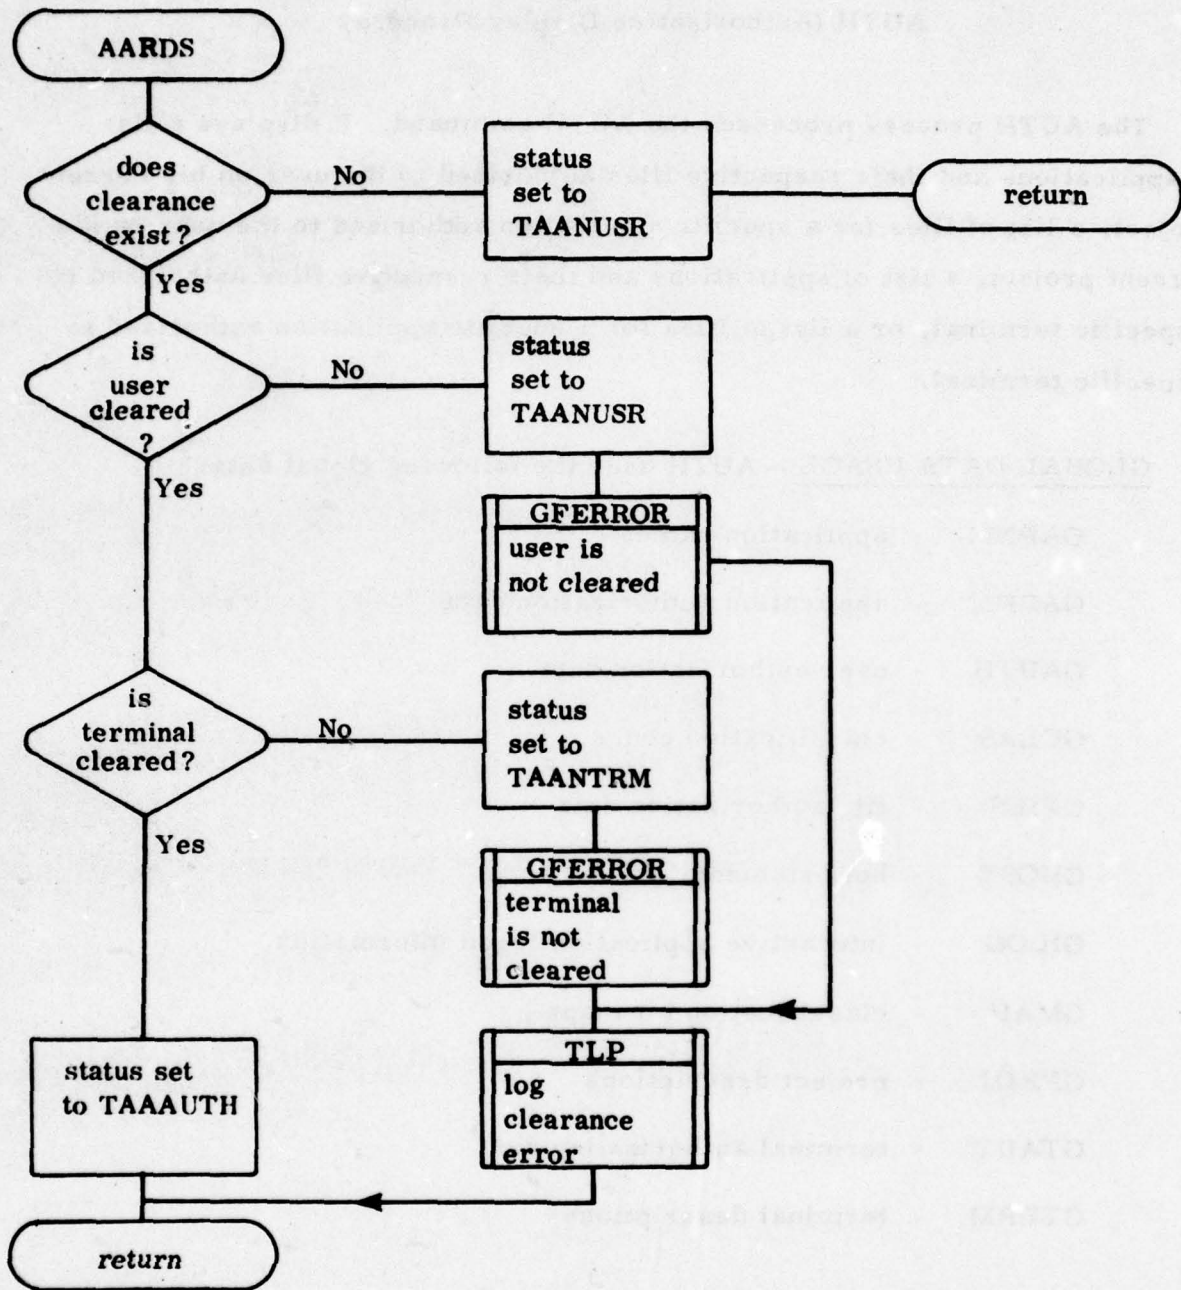 AARDS
does
clearance
exist?
No
status
set to
TAANUSR
return
Yes
is
user
cleared
?
No
status
set to
TAANUSR
Yes
GFERROR
user is
not cleared
is
terminal
cleared?
No
status
set to
TAANTRM
Yes
GFERROR
terminal
is not
cleared
status set
to TAAAUTH
TLP
log
clearance
error
return